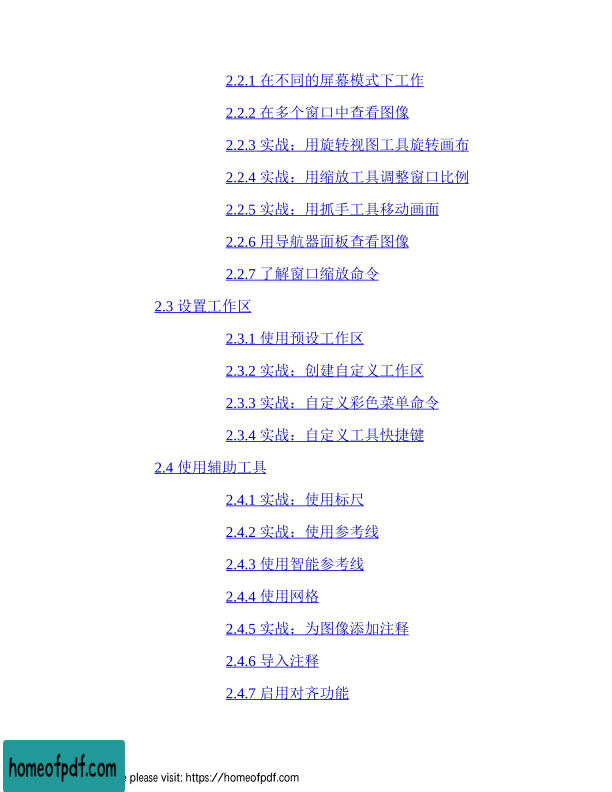 2.2.1 在不同的屏幕模式下工作
2.2.2 在多个窗口中查看图像
2.2.3 实战：用旋转视图工具旋转画布
2.2.4 实战：用缩放工具调整窗口比例
2.2.5 实战：用抓手工具移动画面
2.2.6 用导航器面板查看图像
2.2.7 了解窗口缩放命令
2.3 设置工作区
2.3.1 使用预设工作区
2.3.2 实战：创建自定义工作区
2.3.3 实战：自定义彩色菜单命令
2.3.4 实战：自定义工具快捷键
2.4 使用辅助工具
2.4.1 实战：使用标尺
2.4.2 实战：使用参考线
2.4.3 使用智能参考线
2.4.4 使用网格
2.4.5 实战：为图像添加注释
2.4.6 导入注释
2.4.7 启用对齐功能
homeofpdf.com
please visit: https://homeofpdf.com